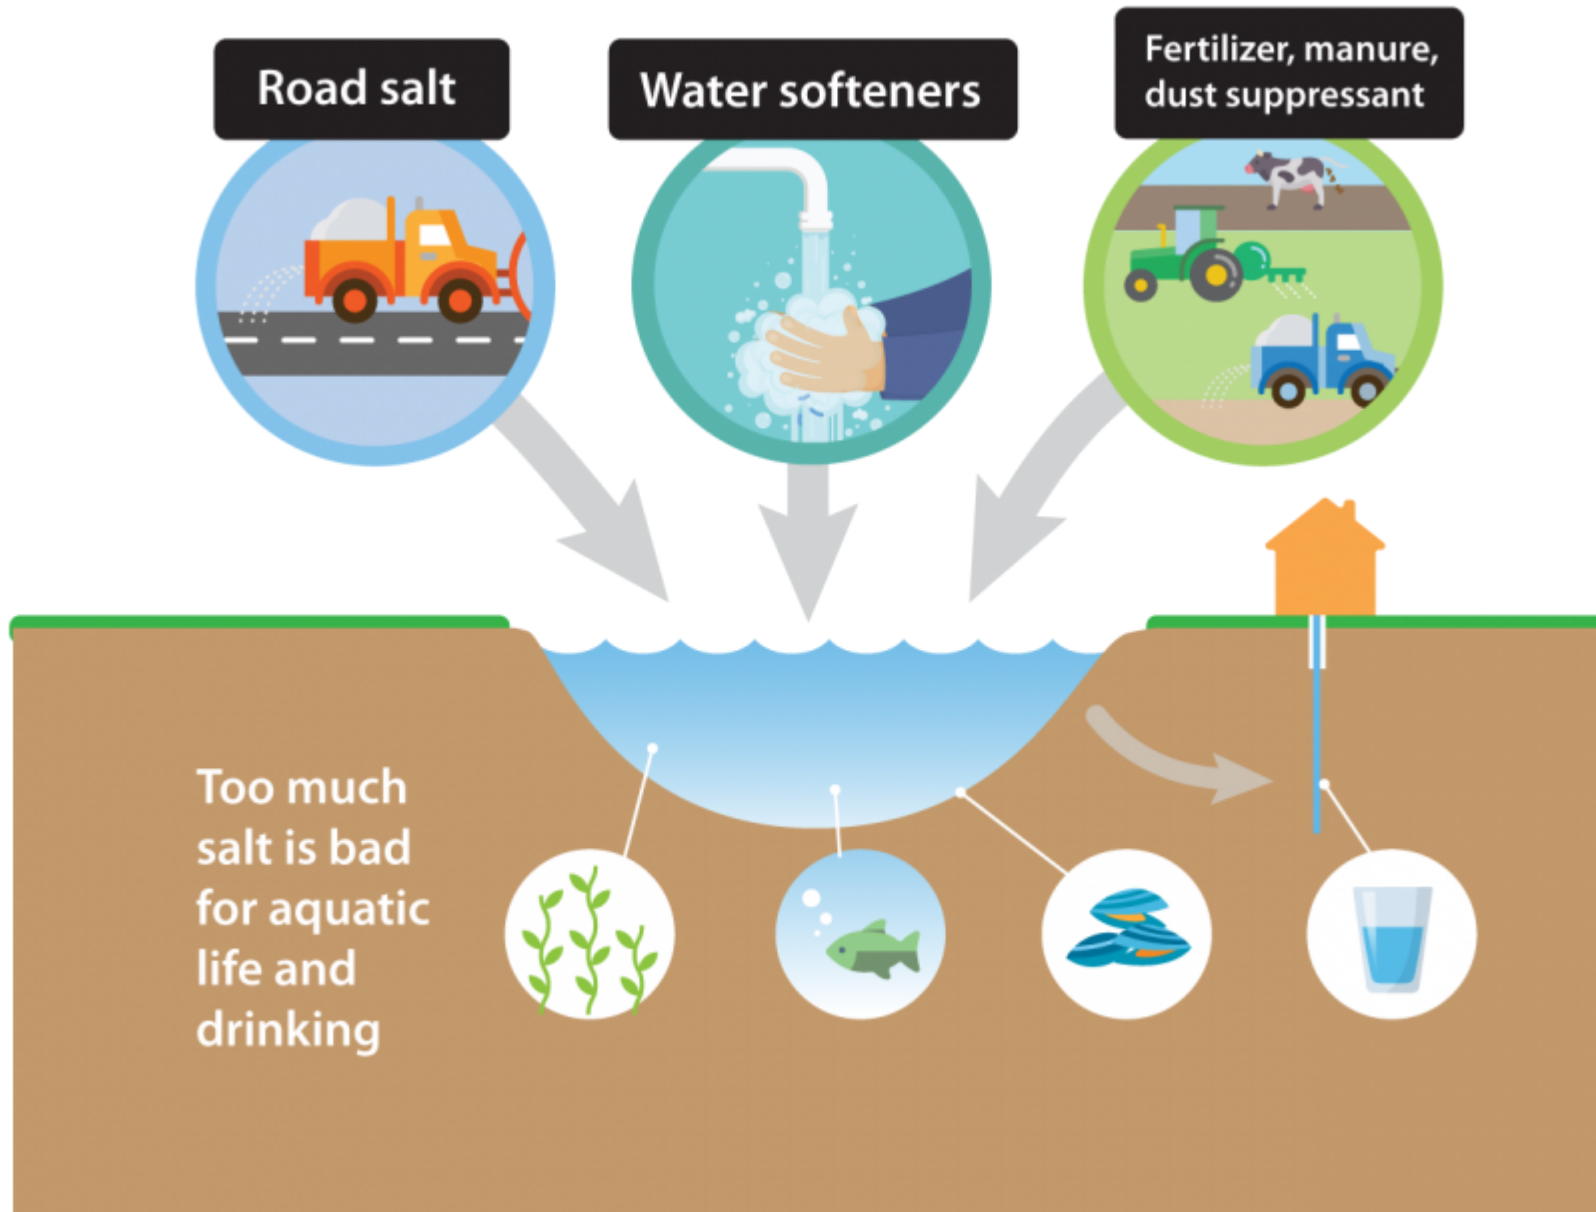 Road salt
Water softeners
Fertilizer, manure,
dust suppressant
Too much
salt is bad
for aquatic
life and
drinking